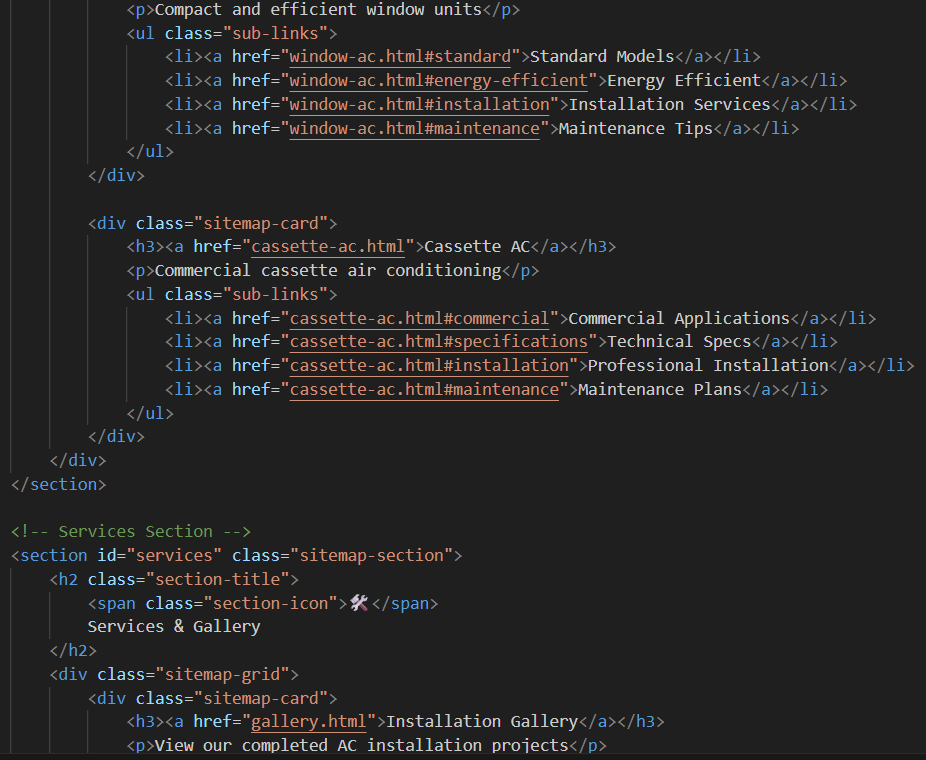 <p>Compact and efficient window units</p>
<ul class="sub-links">
<li><a href="window-ac.html#standard">Standard Models</a></li>
<li><a href="window-ac.html#energy-efficient">Energy Efficient</a></li>
<li><a href="window-ac.html#installation">Installation Services</a></li>
<li><a href="window-ac.html#maintenance">Maintenance Tips</a></li>
</ul>
</div>
<div class="sitemap-card">
<h3><a href="cassette-ac.html">Cassette AC</a></h3>
<p>Commercial cassette air conditioning</p>
<ul class="sub-links">
<li><a href="cassette-ac.html#commercial">Commercial Applications</a></li>
<li><a href="cassette-ac.html#specifications">Technical Specs</a></li>
<li><a href="cassette-ac.html#installation">Professional Installation</a></li>
<li><a href="cassette-ac.html#maintenance">Maintenance Plans</a></li>
</ul>
</div>
</div>
</section>
<!-- Services Section -->
<section id="services" class="sitemap-section">
<h2 class="section-title">
<span class="section-icon">🛠️</span>
Services & Gallery
</h2>
<div class="sitemap-grid">
<div class="sitemap-card">
<h3><a href="gallery.html">Installation Gallery</a></h3>
<p>View our completed AC installation projects</p>